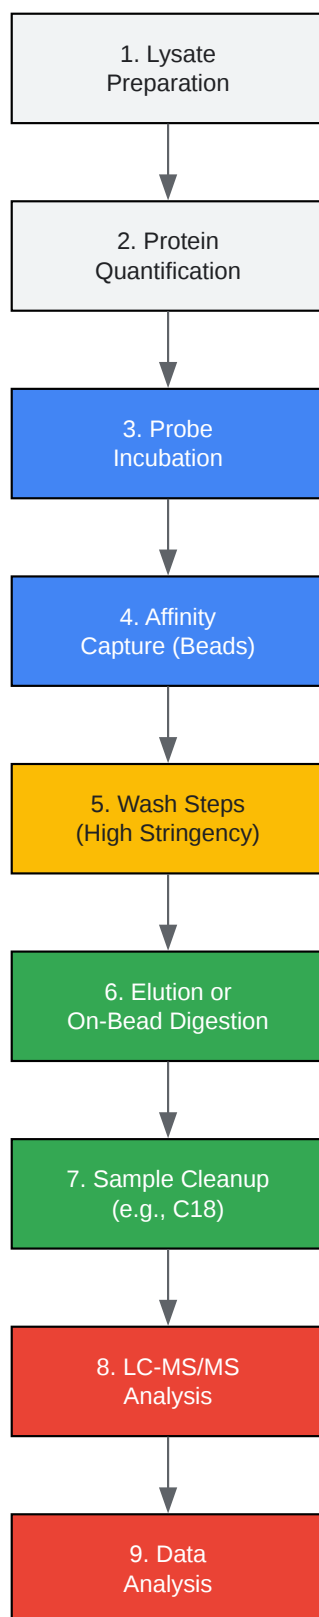 1. Lysate
Preparation
2. Protein
Quantification
3. Probe
Incubation
4. Affinity
Capture (Beads)
5. Wash Steps
(High Stringency)
6. Elution or
On-Bead Digestion
7. Sample Cleanup
(e.g., C18)
8. LC-MS/MS
Analysis
9. Data
Analysis